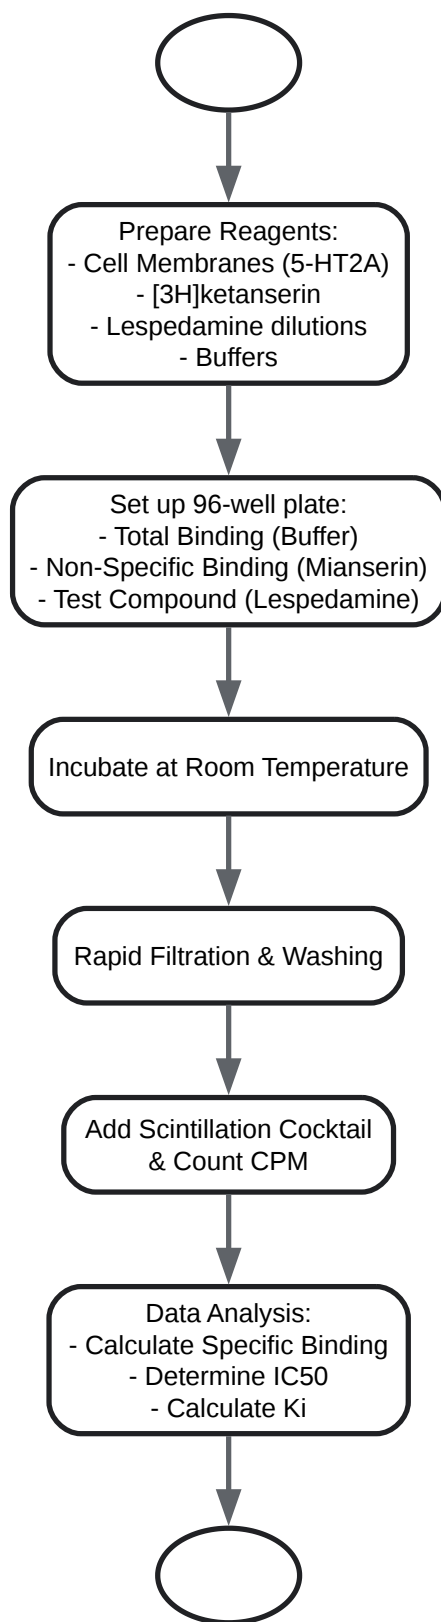 Prepare Reagents:
- Cell Membranes (5-HT2A)
- [3H]ketanserin
- Lespedamine dilutions
- Buffers
Set up 96-well plate:
- Total Binding (Buffer)
- Non-Specific Binding (Mianserin)
- Test Compound (Lespedamine)
Incubate at Room Temperature
Rapid Filtration & Washing
Add Scintillation Cocktail
& Count CPM
Data Analysis:
- Calculate Specific Binding
- Determine IC50
- Calculate Ki